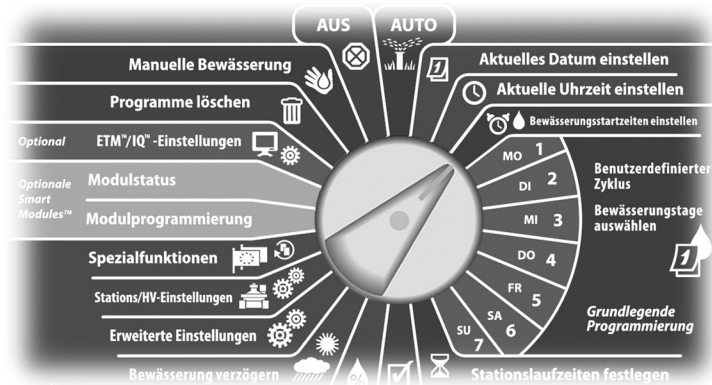 AUS
AUTO
Manuelle Bewässerung
Programme löschen
Optional
ETM™/IQ™ -Einstellungen
Optionale
Smart
Modules™
Modulstatus
Modulprogrammierung
Spezialfunktionen
Stations/HV-Einstellungen
Erweiterte Einstellungen
Bewässerung verzögern
%
1
Aktuelles Datum einstellen
Aktuelle Uhrzeit einstellen
Bewässerungsstartzeiten einstellen
MO 1
DI 2
MI 3
DO 4
FR 5
SA 6
SU 7
Benutzerdefinierter
Zyklus
Bewässerungstage
auswählen
1
Grundlegende
Programmierung
Stationslaufzeiten festlegen